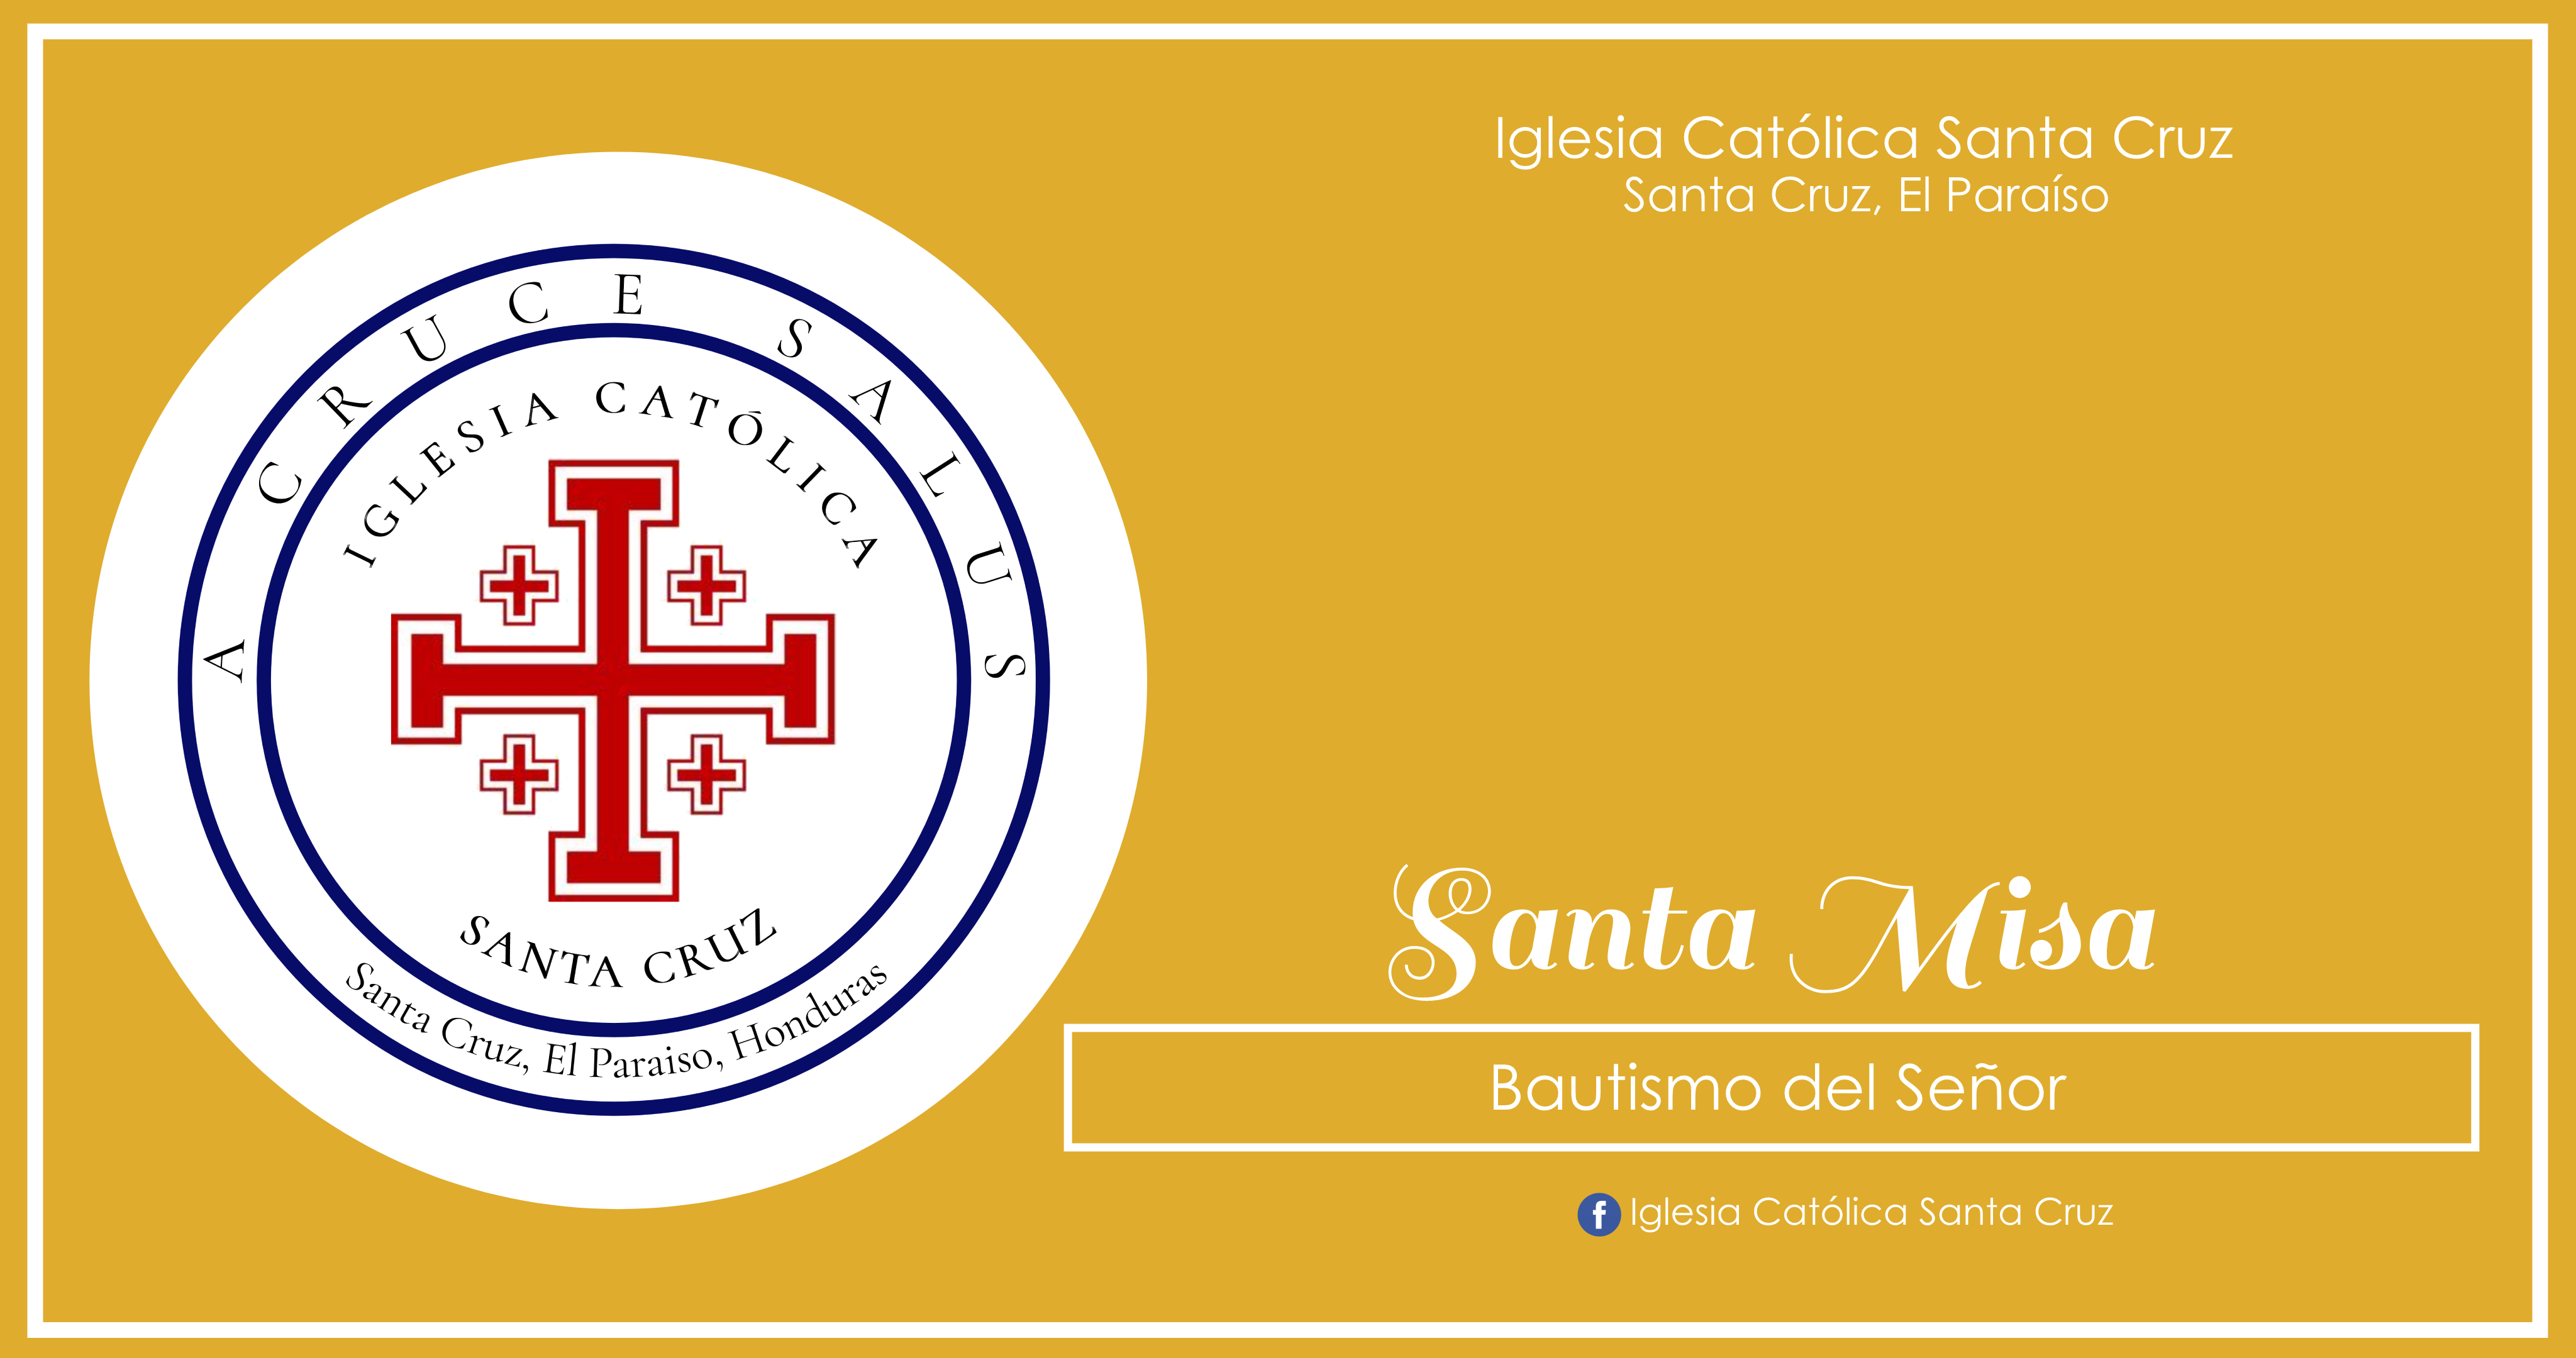 A CRUCE SALUS
IGLESIA CATÓLICA
SANTA CRUZ
Santa Cruz, El Paraiso, Honduras
Iglesia Católica Santa Cruz
Santa Cruz, El Paraíso
Santa Misa
Bautismo del Señor
f Iglesia Católica Santa Cruz